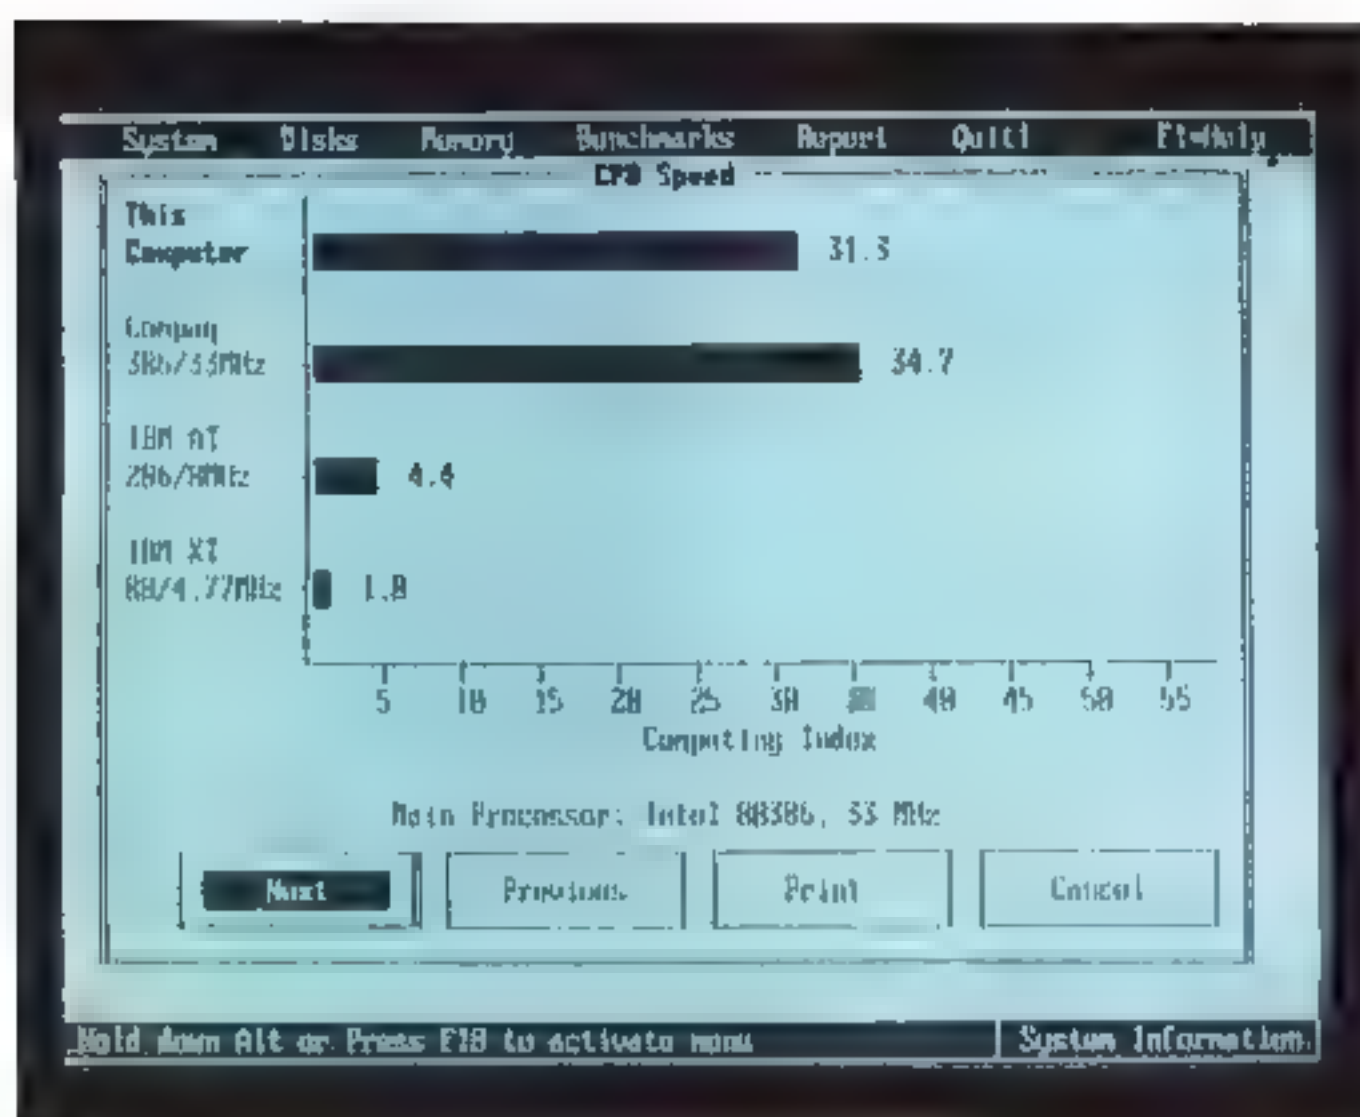 System Disks Memory Benchmarks Report Quit! F1=Help
CPU Speed
This
Computer
31.3
Compaq
386/33MHz
34.7
IBM AT
286/8MHz
4.4
IBM XT
88/4.77MHz
1.0
5 10 15 20 25 30 35 40 45 50 55
Computing Index
Main Processor: Intel 80386, 33 MHz
Next Previous Print Cancel
Hold down Alt or Press F10 to activate menu
System Information